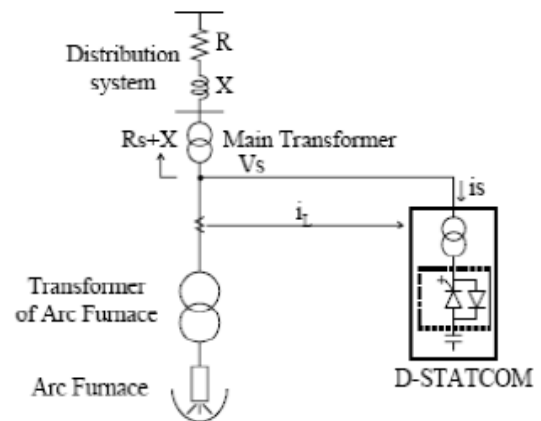 R
Distribution
system
X
Rs+X
Main Transformer
Vs
is
iL
Transformer
of Arc Furnace
+
D-STATCOM
Arc Furnace